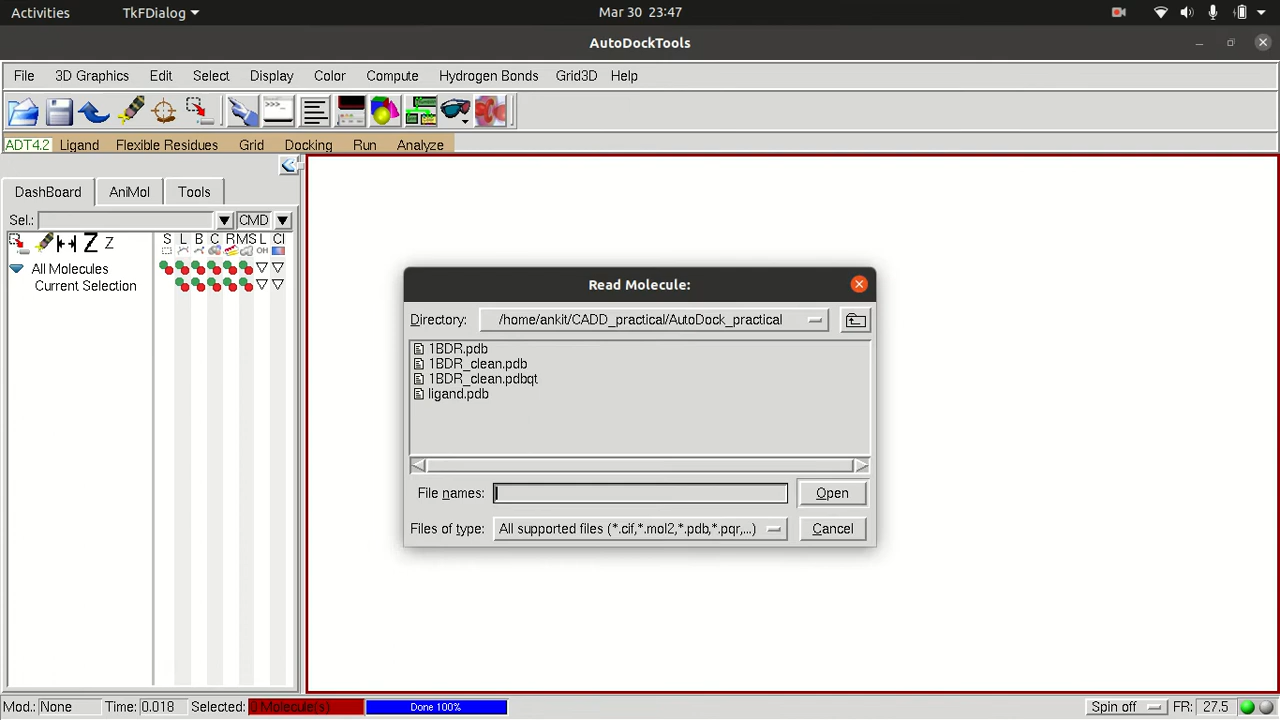 Activities TkFDialog Mar 30 23:47
AutoDockTools
File 3D Graphics Edit Select Display Color Compute Hydrogen Bonds Grid3D Help
ADT4.2 Ligand Flexible Residues Grid Docking Run Analyze
DashBoard AniMol Tools
Sel.: CMD
S L B C R MS L Cl
Z Z
All Molecules
Current Selection
Read Molecule:
Directory: /home/ankit/CADD_practical/AutoDock_practical
1BDR.pdb
1BDR_clean.pdb
1BDR_clean.pdbqt
ligand.pdb
File names: Open
Files of type: All supported files (*.cif,*.mol2,*.pdb,*.pqr,...) Cancel
Mod.: None Time: 0.018 Selected: 0 Molecule(s) Done 100% Spin off FR: 27.5